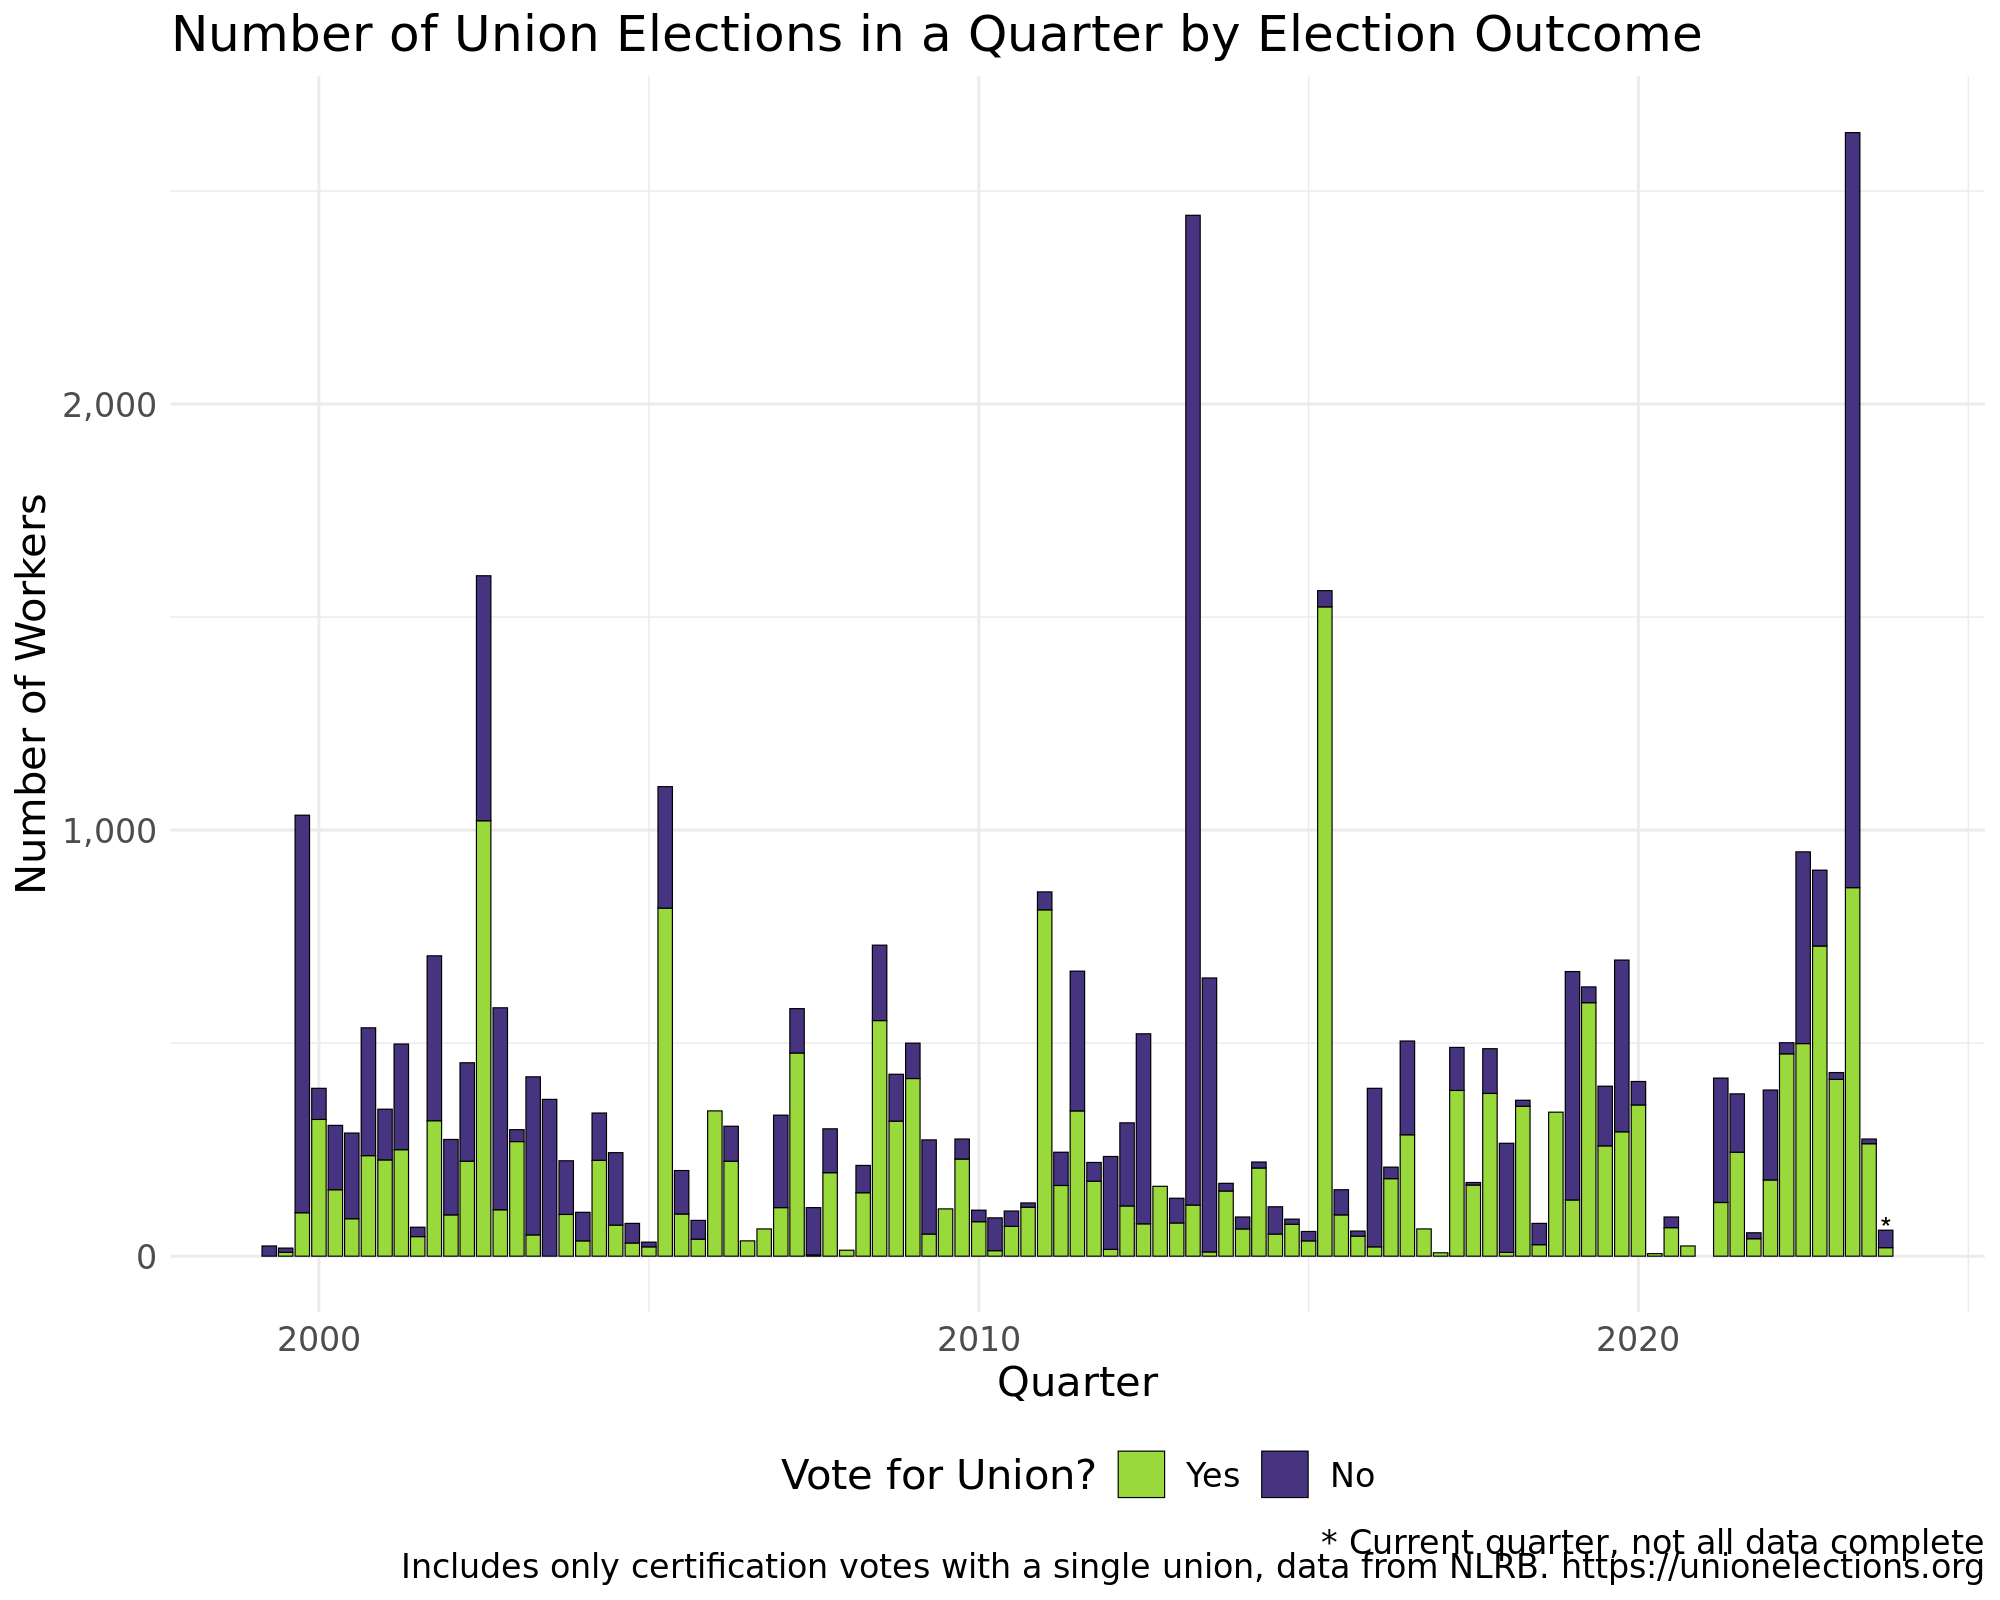 Number of Union Elections in a Quarter by Election Outcome
Number of Workers
2,000
1,000
0
*
2000
2010
2020
Quarter
Vote for Union?
Yes
No
* Current quarter, not all data complete
Includes only certification votes with a single union, data from NLRB. https://unionelections.org